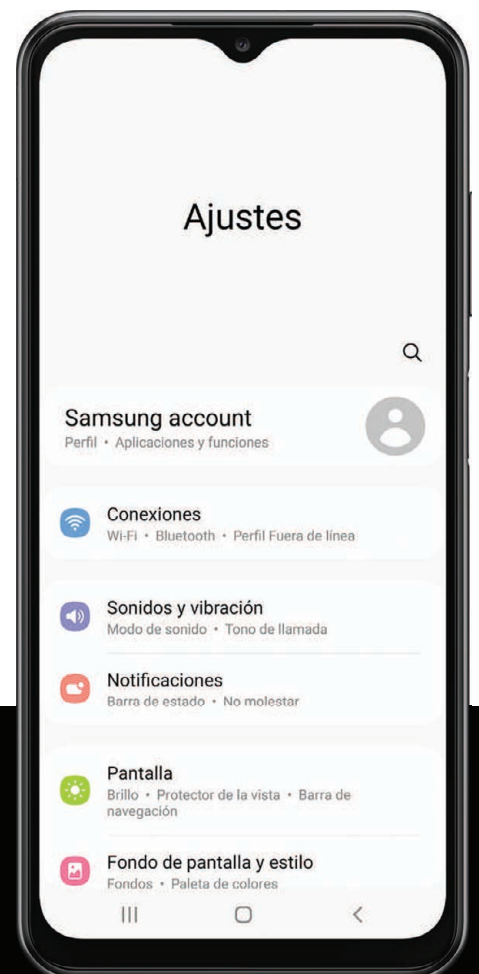 Ajustes
Samsung account
Perfil • Aplicaciones y funciones
Conexiones
Wi-Fi • Bluetooth • Perfil Fuera de línea
Sonidos y vibración
Modo de sonido • Tono de llamada
Notificaciones
Barra de estado • No molestar
Pantalla
Brillo • Protector de la vista • Barra de
navegación
Fondo de pantalla y estilo
Fondos • Paleta de colores